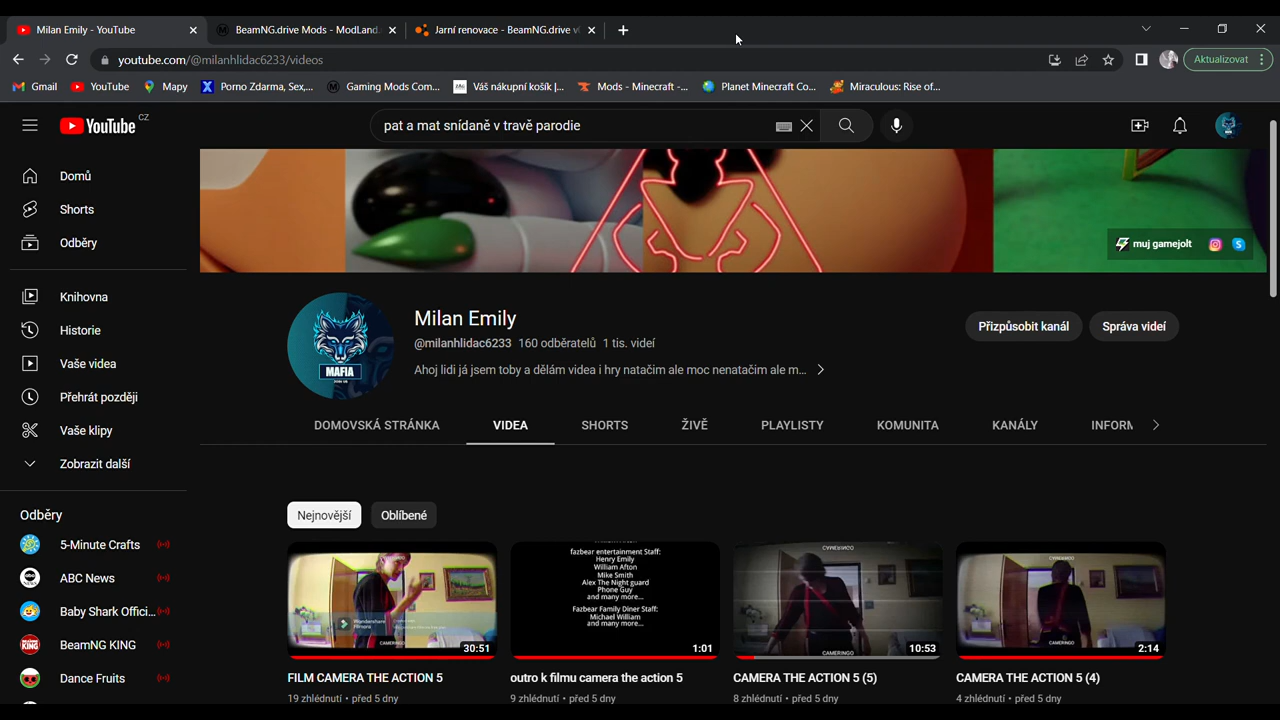 Milan Emily - YouTube
BeamNG.drive Mods - ModLand.
Jarní renovace - BeamNG.drive v
youtube.com/@milanhlidac6233/videos
Aktualizovat
Gmail
YouTube
Mapy
Porno Zdarma, Sex,...
Gaming Mods Com...
Váš nákupní košík |...
Mods - Minecraft -...
Planet Minecraft Co...
Miraculous: Rise of...
YouTube CZ
pat a mat snídaně v travě parodie
Domů
Shorts
Odběry
Knihovna
Historie
Vaše videa
Přehrát později
Vaše klipy
Zobrazit další
Odběry
5-Minute Crafts
ABC News
Baby Shark Offici...
BeamNG KING
Dance Fruits
muj gamejolt
MAFIA
Milan Emily
@milanhlidac6233 160 odběratelů 1 tis. videí
Ahoj lidi já jsem toby a dělám videa i hry natačim ale moc nenatačim ale m...
Přizpůsobit kanál
Správa videí
DOMOVSKÁ STRÁNKA
VIDEA
SHORTS
ŽIVĚ
PLAYLISTY
KOMUNITA
KANÁLY
INFORM
Nejnovější
Oblíbené
Wondershare
Filmora
CAMERINGO
30:51
FILM CAMERA THE ACTION 5
19 zhlédnutí • před 5 dny
fazbear entertainment Staff:
Henry Emily
William Afton
Mike Smith
Alex The Night guard
Phone Guy
and many more...
Fazbear Family Diner Staff:
Michael William
and many more...
1:01
outro k filmu camera the action 5
9 zhlédnutí • před 5 dny
CAMERINGO
10:53
CAMERA THE ACTION 5 (5)
8 zhlédnutí • před 5 dny
CAMERINGO
2:14
CAMERA THE ACTION 5 (4)
4 zhlédnutí • před 5 dny